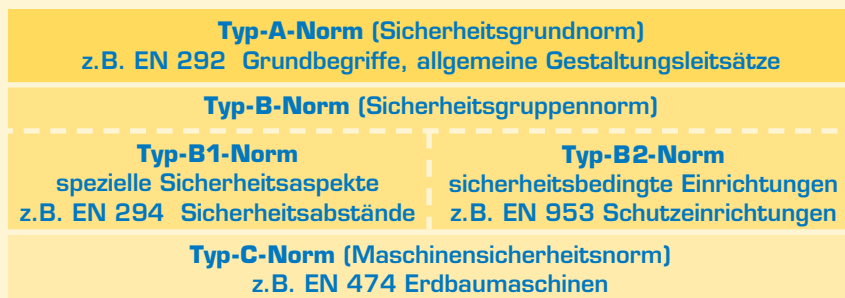 Typ-A-Norm (Sicherheitsgrundnorm)
z.B. EN 292 Grundbegriffe, allgemeine Gestaltungsleitsätze
Typ-B-Norm (Sicherheitsgruppennorm)
Typ-B1-Norm
spezielle Sicherheitsaspekte
z.B. EN 294 Sicherheitsabstände
Typ-B2-Norm
sicherheitsbedingte Einrichtungen
z.B. EN 953 Schutzeinrichtungen
Typ-C-Norm (Maschinensicherheitsnorm)
z.B. EN 474 Erdbaumaschinen